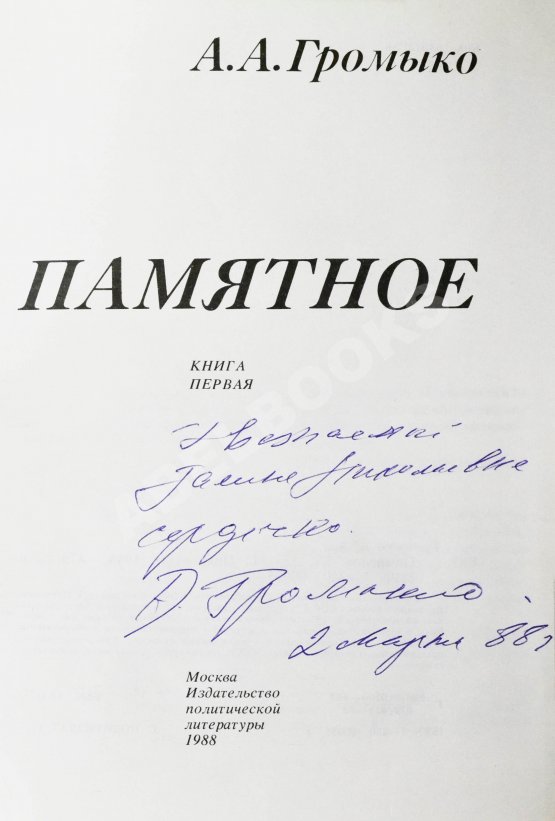 А.А.Громыко
ПАМЯТНОЕ
КНИГА
ПЕРВАЯ
Уважаемой
Галине Николаевне
сердечно.
А. Громыко.
2 марта 88г
Москва
Издательство
политической
литературы
1988